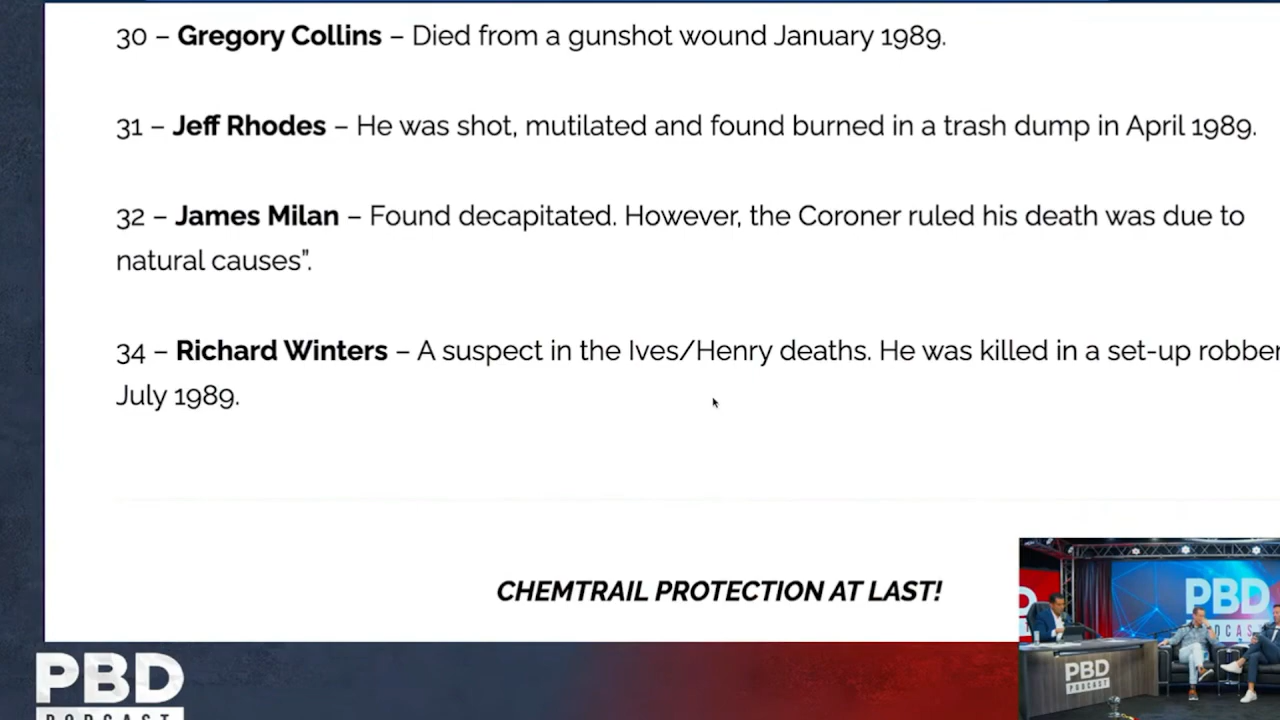 30 – Gregory Collins – Died from a gunshot wound January 1989.
31 – Jeff Rhodes – He was shot, mutilated and found burned in a trash dump in April 1989.
32 – James Milan – Found decapitated. However, the Coroner ruled his death was due to
natural causes”.
34 – Richard Winters – A suspect in the Ives/Henry deaths. He was killed in a set-up
July 1989.
CHEMTRAIL PROTECTION AT LAST!
PBD
PBD
PODCAST
PBD
PODCAST